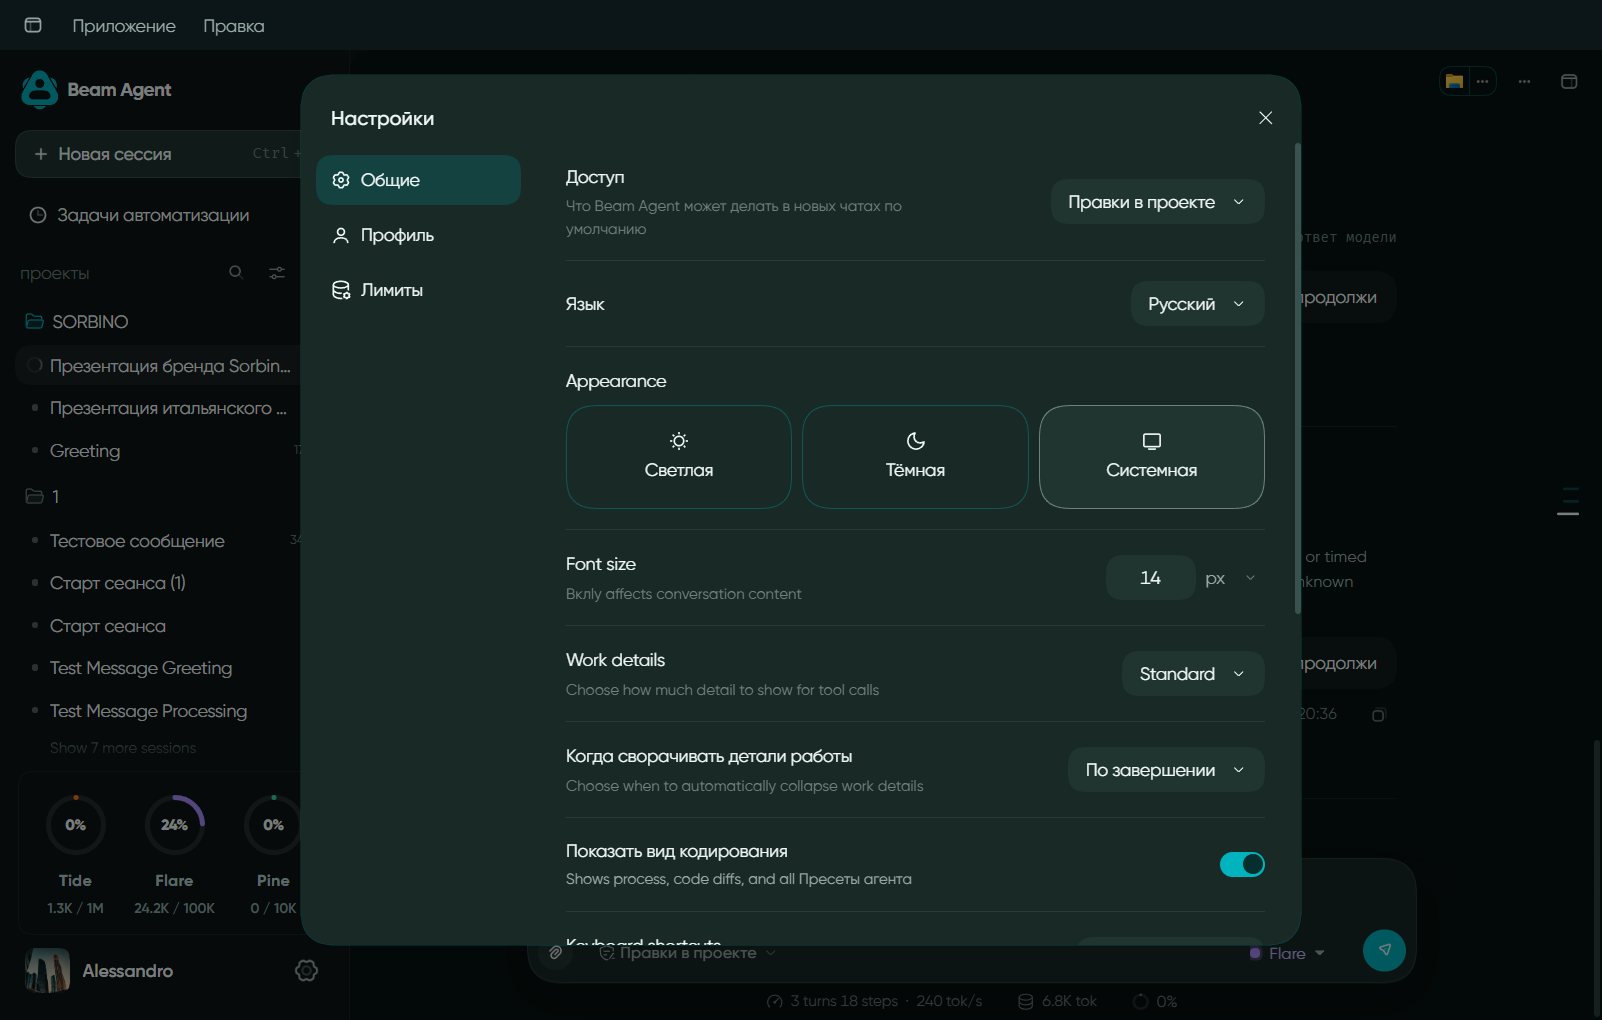 Приложение
Правка
Beam Agent
Новая сессия
Ctrl +
Задачи автоматизации
проекты
SORBINO
Презентация бренда Sorbin...
Презентация итальянского ...
Greeting
1
Тестовое сообщение
34
Старт сеанса (1)
Старт сеанса
Test Message Greeting
Test Message Processing
Show 7 more sessions
0%
24%
0%
Tide
Flare
Pine
1.3K / 1M
24.2K / 100K
0 / 10K
Alessandro
Настройки
Общие
Профиль
Лимиты
Доступ
Что Beam Agent может делать в новых чатах по
умолчанию
Правки в проекте
Язык
Русский
Appearance
Светлая
Тёмная
Системная
Font size
Вклly affects conversation content
14
px
Work details
Choose how much detail to show for tool calls
Standard
Когда сворачивать детали работы
Choose when to automatically collapse work details
По завершении
Показать вид кодирования
Shows process, code diffs, and all Пресеты агента
Keyboard shortcuts
модели
or timed
20:36
Правки в проекте
Flare
3 turns 18 steps · 240 tok/s
6.8K tok
0%